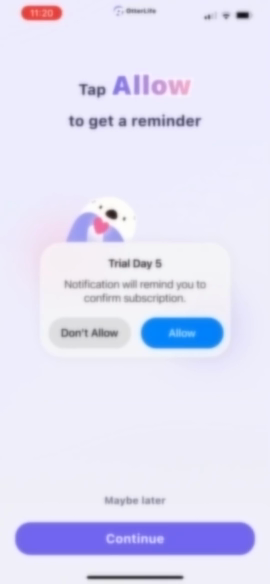 11:20
OtterLife
Tap Allow
to get a reminder
Trial Day 5
Notification will remind you to
confirm subscription.
Don't Allow
Allow
Maybe later
Continue